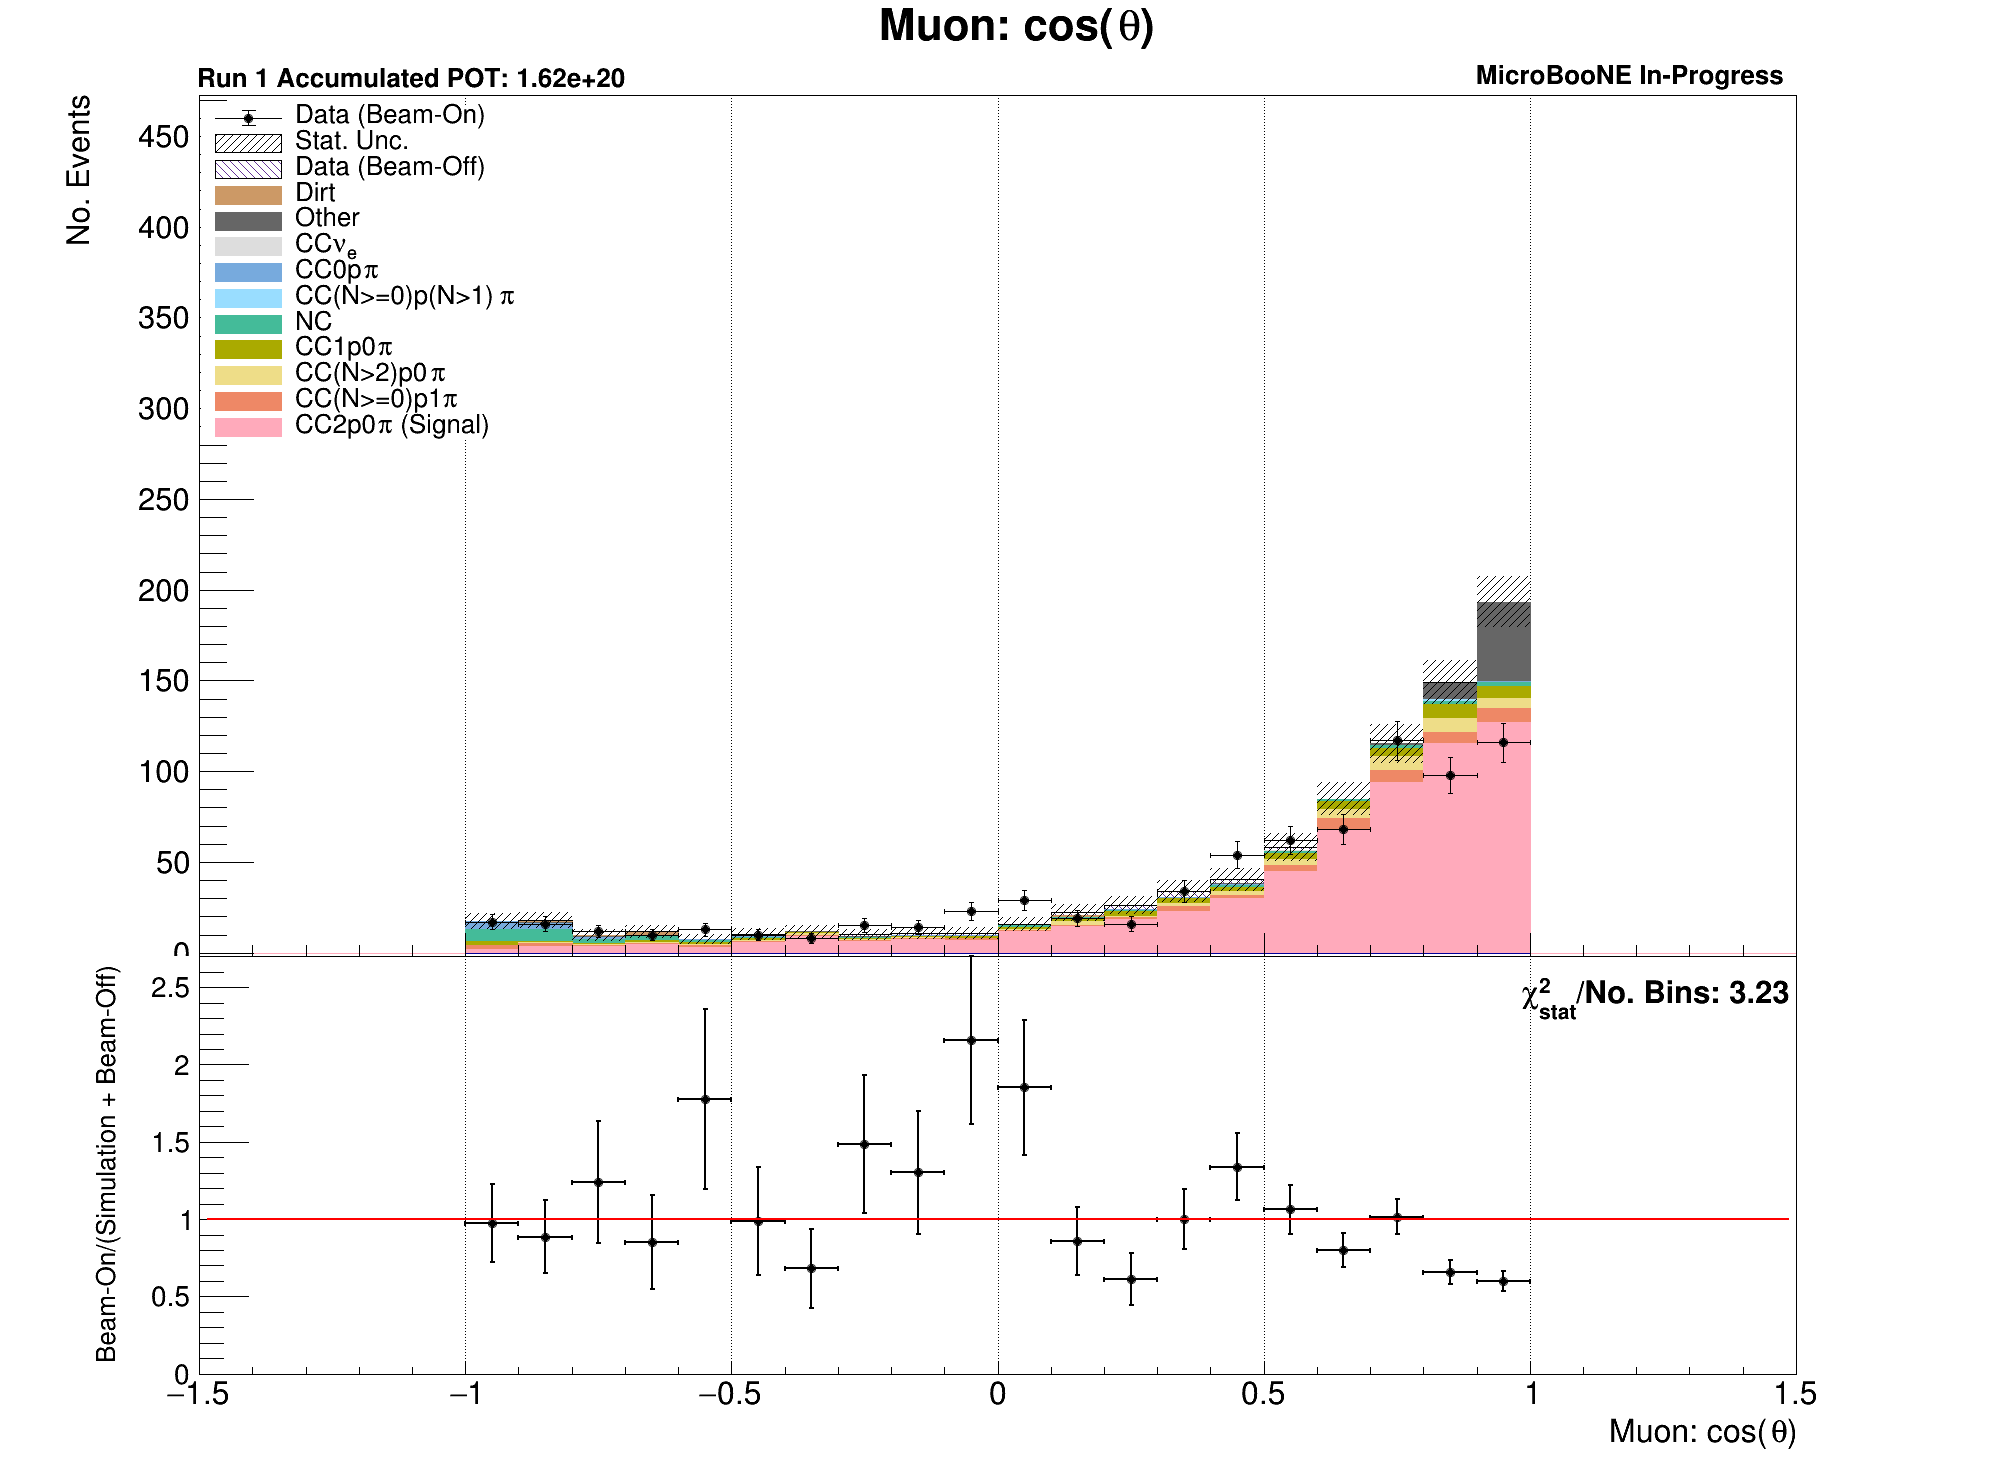 Muon: cos(θ)
Run 1 Accumulated POT: 1.62e+20
MicroBooNE In-Progress
No. Events
450
400
350
300
250
200
150
100
50
0
Data (Beam-On)
Stat. Unc.
Data (Beam-Off)
Dirt
Other
CCνe
CC0pπ
CC(N>=0)p(N>1) π
NC
CC1p0π
CC(N>2)p0π
CC(N>=0)p1π
CC2p0π (Signal)
Beam-On/(Simulation + Beam-Off)
2.5
2
1.5
1
0.5
0
χ²stat/No. Bins: 3.23
−1.5 −1 −0.5 0 0.5 1 1.5
Muon: cos(θ)